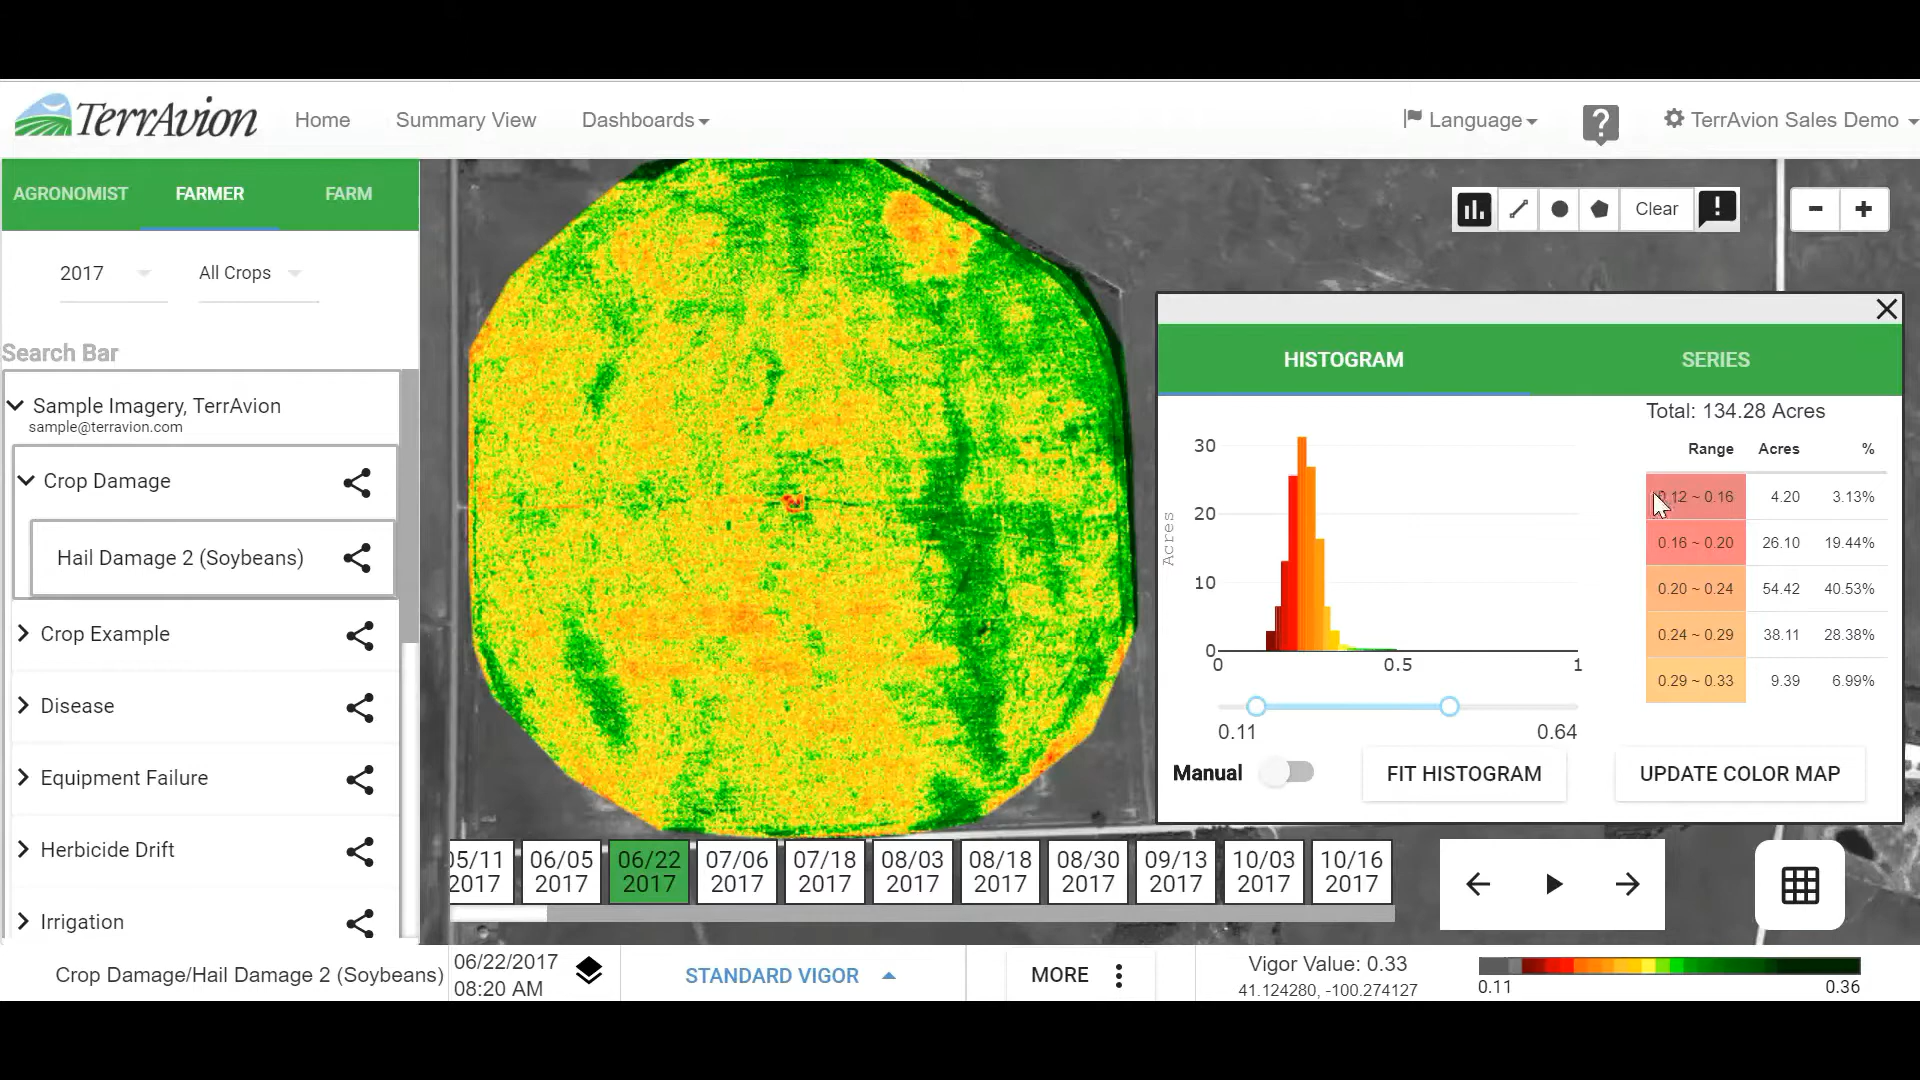 TerrAvion
Home
Summary View
Dashboards
Language
?
TerrAvion Sales Demo
AGRONOMIST
FARMER
FARM
2017
All Crops
Search Bar
Sample Imagery, TerrAvion
sample@terravion.com
Crop Damage
Hail Damage 2 (Soybeans)
Crop Example
Disease
Equipment Failure
Herbicide Drift
Irrigation
Clear
!
-
+
HISTOGRAM
SERIES
Acres
30
20
10
0
0
0.5
1
0.11
0.64
Manual
FIT HISTOGRAM
Total: 134.28 Acres
Range Acres %
0.12 ~ 0.16 4.20 3.13%
0.16 ~ 0.20 26.10 19.44%
0.20 ~ 0.24 54.42 40.53%
0.24 ~ 0.29 38.11 28.38%
0.29 ~ 0.33 9.39 6.99%
UPDATE COLOR MAP
05/11
2017
06/05
2017
06/22
2017
07/06
2017
07/18
2017
08/03
2017
08/18
2017
08/30
2017
09/13
2017
10/03
2017
10/16
2017
Crop Damage/Hail Damage 2 (Soybeans)
06/22/2017
08:20 AM
STANDARD VIGOR
MORE
Vigor Value: 0.33
41.124280, -100.274127
0.11
0.36